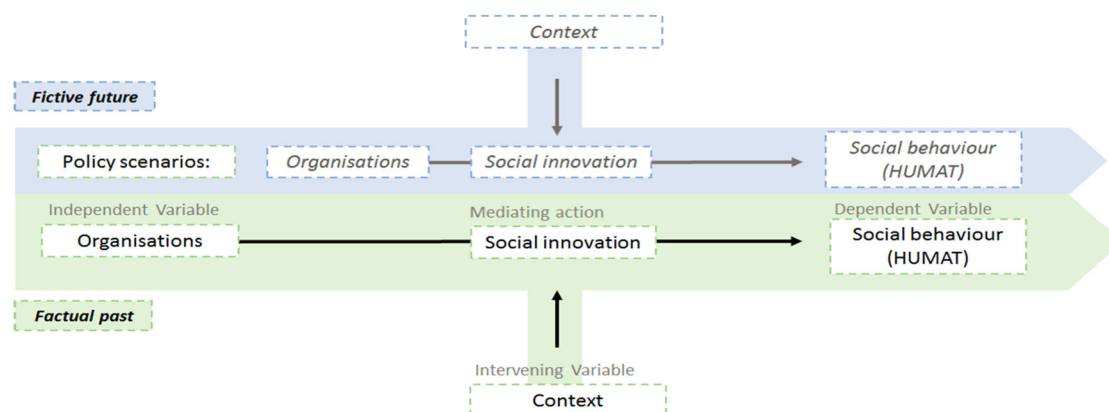 Context
Fictive future
Policy scenarios:
Organisations
Social innovation
Social behaviour
(HUMAT)
Independent Variable
Mediating action
Dependent Variable
Organisations
Social innovation
Social behaviour
(HUMAT)
Factual past
Intervening Variable
Context